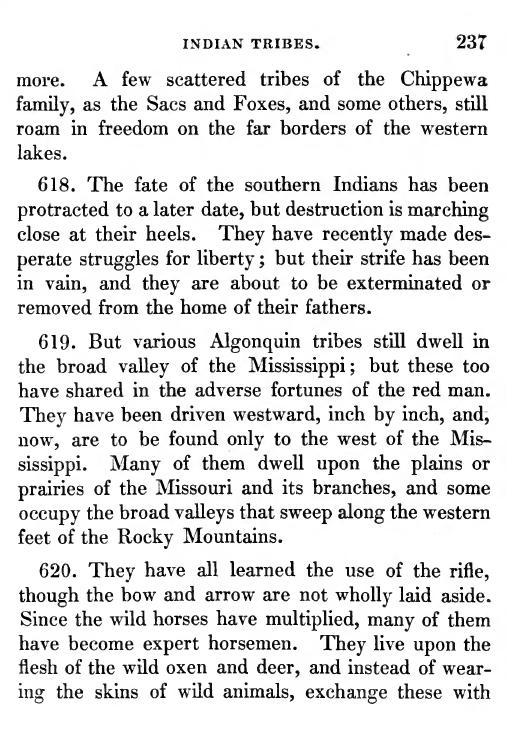 INDIAN TRIBES. 237
more. A few scattered tribes of the Chippewa
family, as the Sacs and Foxes, and some others, still
roam in freedom on the far borders of the western
lakes.
618. The fate of the southern Indians has been
protracted to a later date, but destruction is marching
close at their heels. They have recently made des-
perate struggles for liberty; but their strife has been
in vain, and they are about to be exterminated or
removed from the home of their fathers.
619. But various Algonquin tribes still dwell in
the broad valley of the Mississippi; but these too
have shared in the adverse fortunes of the red man.
They have been driven westward, inch by inch, and,
now, are to be found only to the west of the Mis-
sissippi. Many of them dwell upon the plains or
prairies of the Missouri and its branches, and some
occupy the broad valleys that sweep along the western
feet of the Rocky Mountains.
620. They have all learned the use of the rifle,
though the bow and arrow are not wholly laid aside.
Since the wild horses have multiplied, many of them
have become expert horsemen. They live upon the
flesh of the wild oxen and deer, and instead of wear-
ing the skins of wild animals, exchange these with